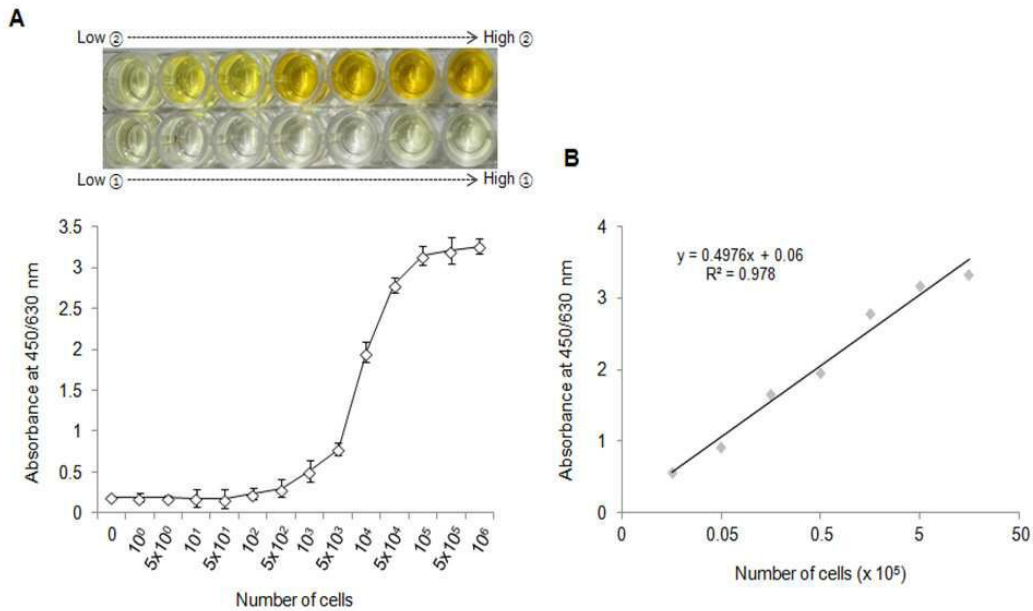 A
Low ② High ②
Low ① High ①
3.5
3
2.5
2
1.5
1
0.5
0
Absorbance at 450/630 nm
0 10⁰ 5x10⁰ 10¹ 5x10¹ 10² 5x10² 10³ 5x10³ 10⁴ 5x10⁴ 10⁵ 5x10⁵ 10⁶
Number of cells
B
4
3
2
1
0
Absorbance at 450/630 nm
y = 0.4976x + 0.06
R² = 0.978
0 0.05 0.5 5 50
Number of cells (x 10⁵)